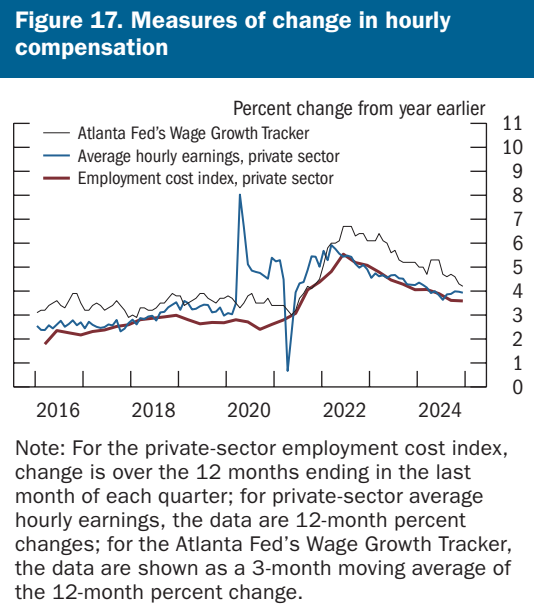 Figure 17. Measures of change in hourly
compensation
Percent change from year earlier
Atlanta Fed’s Wage Growth Tracker
Average hourly earnings, private sector
Employment cost index, private sector
11
10
9
8
7
6
5
4
3
2
1
0
2016 2018 2020 2022 2024
Note: For the private-sector employment cost index,
change is over the 12 months ending in the last
month of each quarter; for private-sector average
hourly earnings, the data are 12-month percent
changes; for the Atlanta Fed’s Wage Growth Tracker,
the data are shown as a 3-month moving average of
the 12-month percent change.